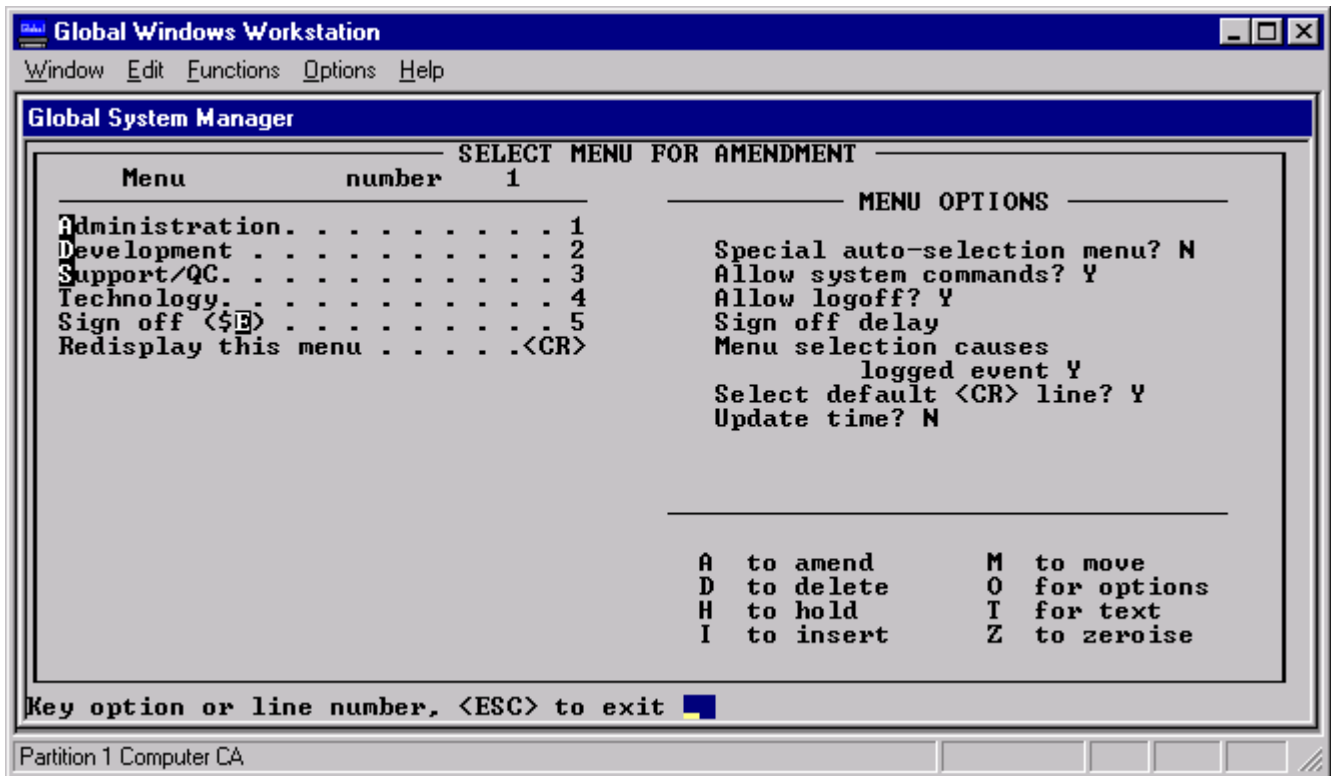 Global Windows Workstation
Window Edit Functions Options Help
Global System Manager
SELECT MENU FOR AMENDMENT
Menu number 1
Administration. . . . . . . . . 1
Development . . . . . . . . . . 2
Support/QC. . . . . . . . . . . 3
Technology. . . . . . . . . . . 4
Sign off ($E) . . . . . . . . . 5
Redisplay this menu . . . . .<CR>
MENU OPTIONS
Special auto-selection menu? N
Allow system commands? Y
Allow logoff? Y
Sign off delay
Menu selection causes
logged event Y
Select default <CR> line? Y
Update time? N
A to amend M to move
D to delete O for options
H to hold T for text
I to insert Z to zeroise
Key option or line number, <ESC> to exit
Partition 1 Computer CA